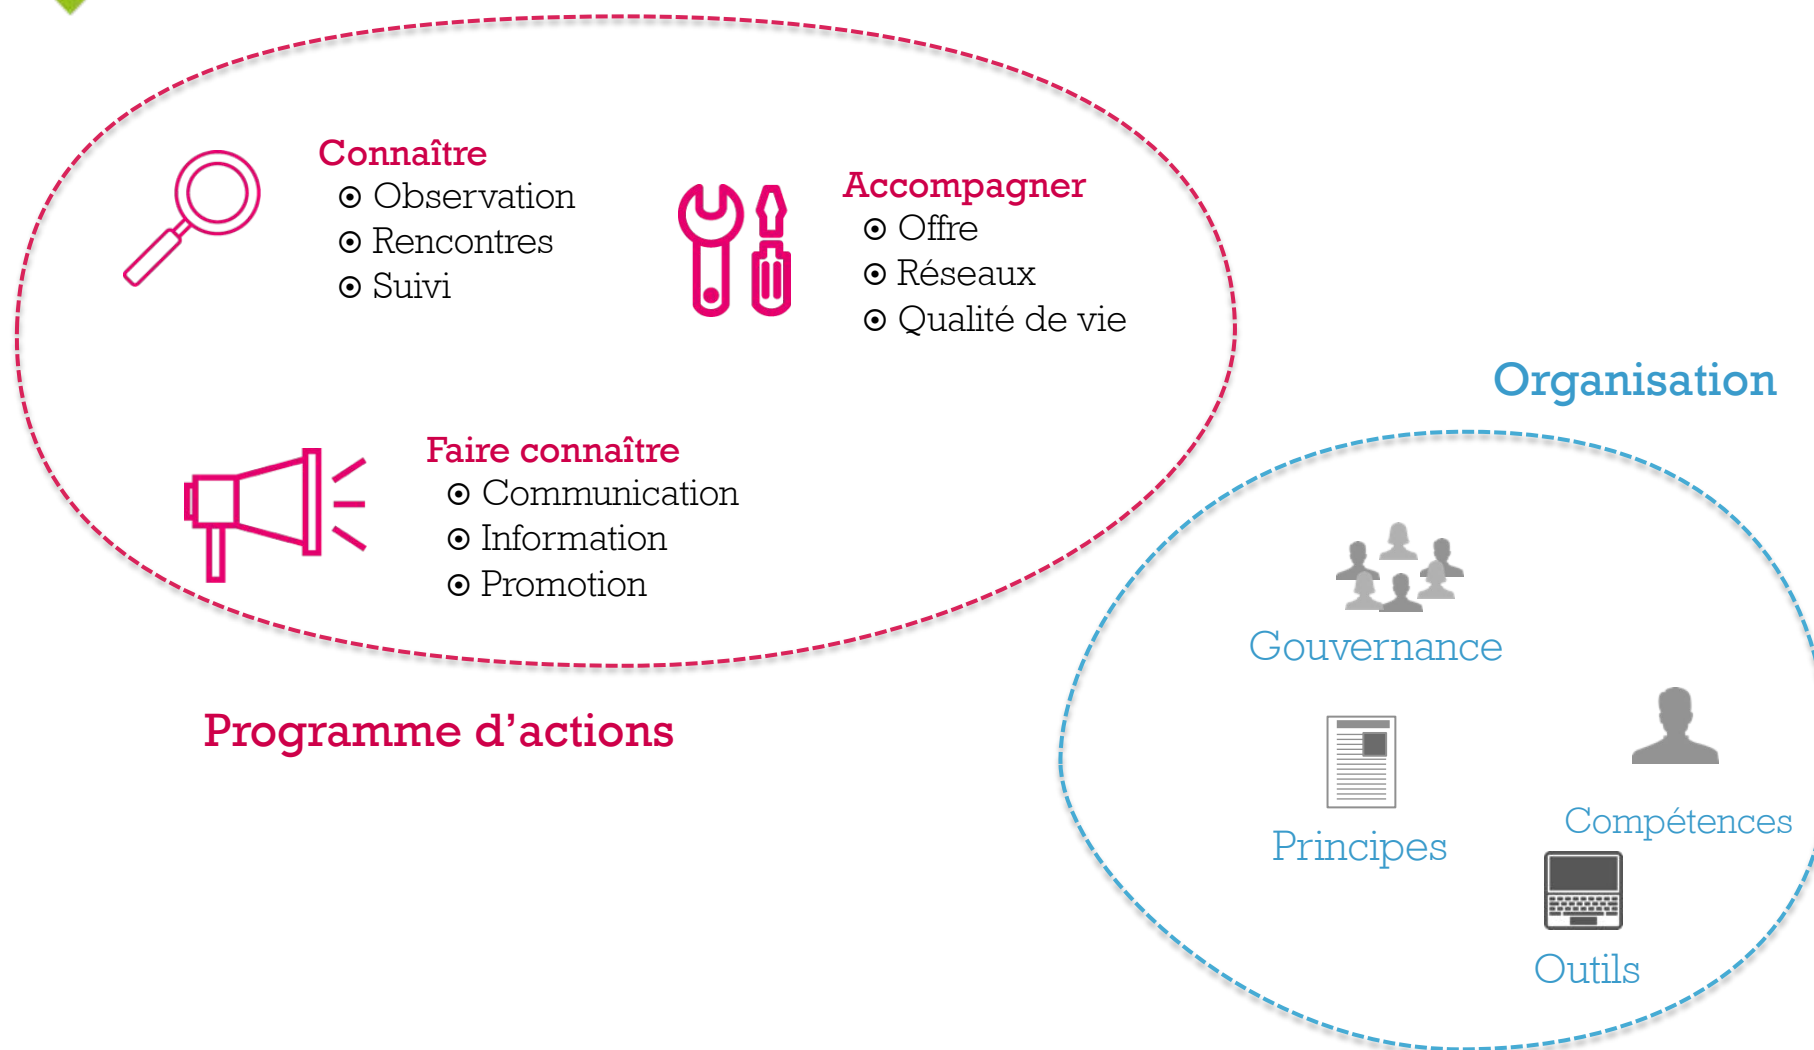 Connaître
Observation
Rencontres
Suivi
Accompagner
Offre
Réseaux
Qualité de vie
Faire connaître
Communication
Information
Promotion
Programme d’actions
Organisation
Gouvernance
Principes
Compétences
Outils